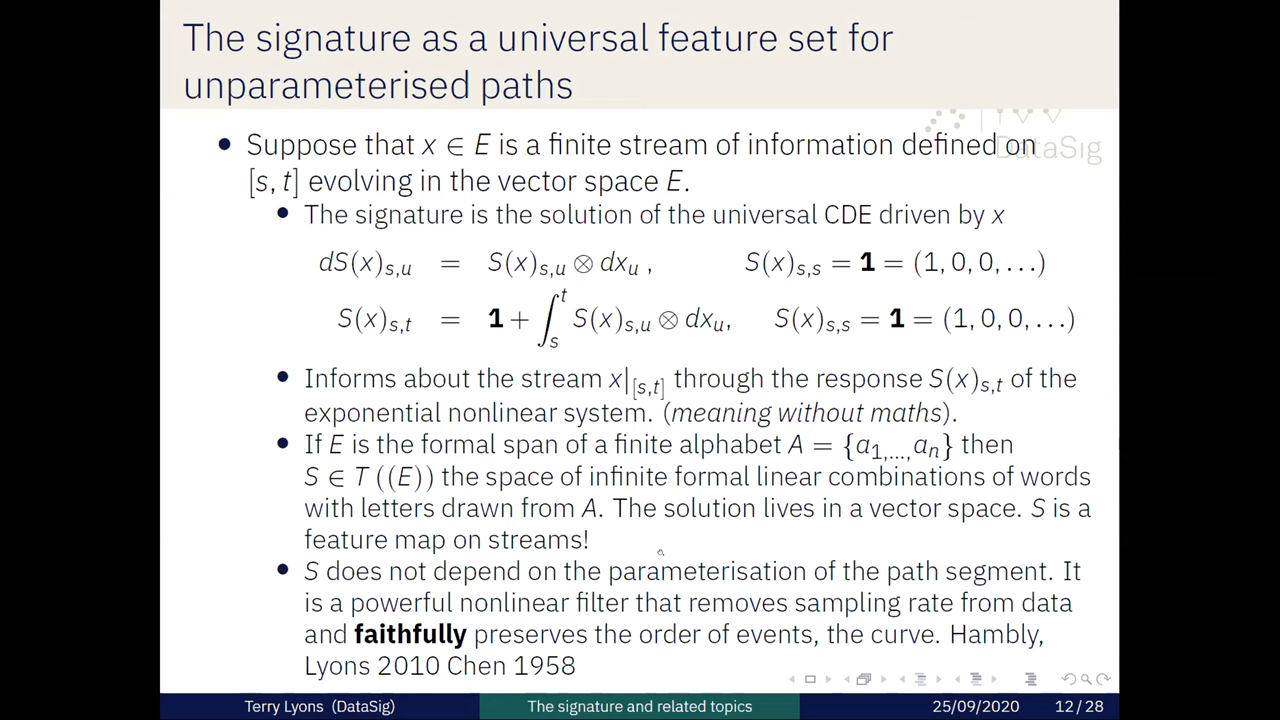 The signature as a universal feature set for
unparameterised paths
DataSig
• Suppose that x ∈ E is a finite stream of information defined on
[s, t] evolving in the vector space E.
• The signature is the solution of the universal CDE driven by x
dS(x)ₛ,ᵤ = S(x)ₛ,ᵤ ⊗ dxᵤ , S(x)ₛ,ₛ = 1 = (1, 0, 0, . . .)
S(x)ₛ,ₜ = 1 + ∫ₛᵗ S(x)ₛ,ᵤ ⊗ dxᵤ, S(x)ₛ,ₛ = 1 = (1, 0, 0, . . .)
• Informs about the stream x|[s,t] through the response S(x)ₛ,ₜ of the
exponential nonlinear system. (meaning without maths).
• If E is the formal span of a finite alphabet A = {a₁,...,aₙ} then
S ∈ T ((E)) the space of infinite formal linear combinations of words
with letters drawn from A. The solution lives in a vector space. S is a
feature map on streams!
• S does not depend on the parameterisation of the path segment. It
is a powerful nonlinear filter that removes sampling rate from data
and faithfully preserves the order of events, the curve. Hambly,
Lyons 2010 Chen 1958
Terry Lyons (DataSig) The signature and related topics 25/09/2020 12 / 28